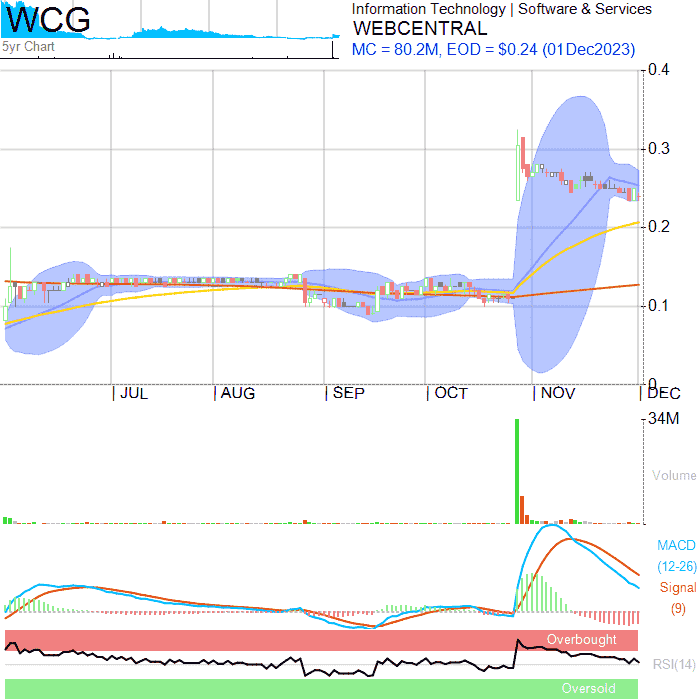 WCG
5yr Chart
Information Technology | Software & Services
WEBCENTRAL
MC = 80.2M, EOD = $0.24 (01Dec2023)
0.4
0.3
0.2
0.1
0
JUL
AUG
SEP
OCT
NOV
DEC
34M
Volume
MACD
(12-26)
Signal
(9)
Overbought
RSI(14)
Oversold